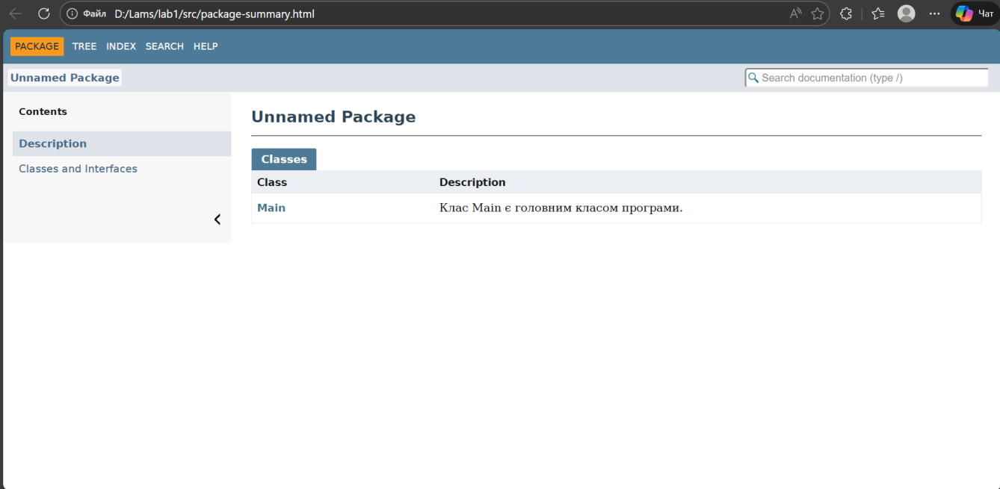 Файл D:/Lams/lab1/src/package-summary.html Чат
PACKAGE TREE INDEX SEARCH HELP
Unnamed Package Search documentation (type /)
Contents
Description
Classes and Interfaces
Unnamed Package
Classes
Class Description
Main Клас Main є головним класом програми.